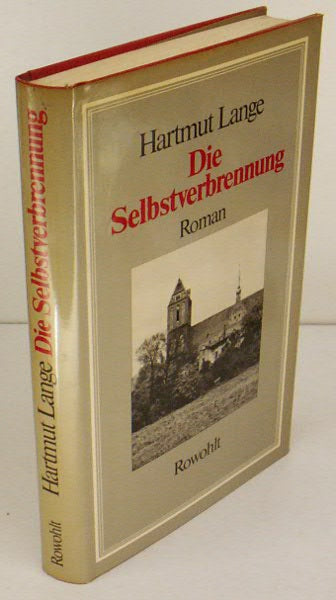 Hartmut Lange
Die
Selbstverbrennung
Roman
Rowohlt
Hartmut Lange Die Selbstverbrennung
Rowohlt